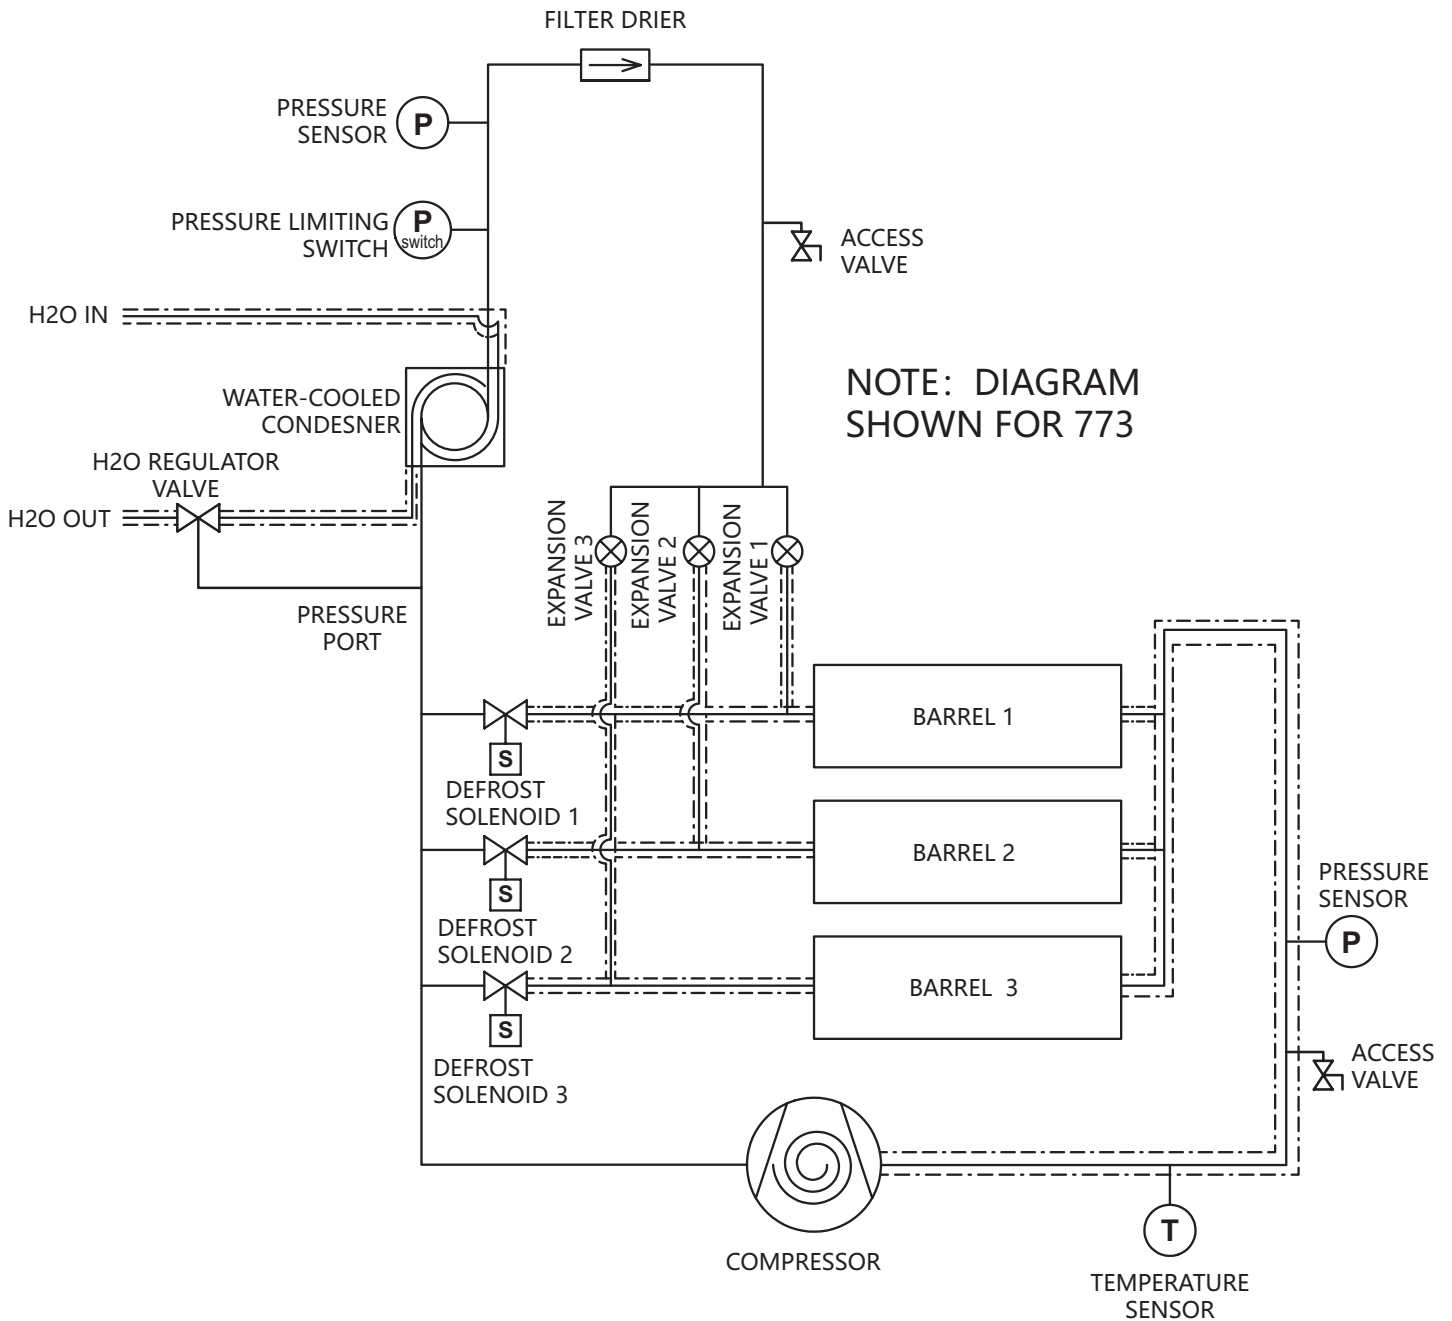 FILTER DRIER
PRESSURE
SENSOR
P
PRESSURE LIMITING
SWITCH
P
switch
ACCESS
VALVE
H2O IN
NOTE: DIAGRAM
SHOWN FOR 773
WATER-COOLED
CONDESNER
H2O REGULATOR
VALVE
H2O OUT
EXPANSION
VALVE 3
EXPANSION
VALVE 2
EXPANSION
VALVE 1
PRESSURE
PORT
BARREL 1
S
DEFROST
SOLENOID 1
BARREL 2
S
DEFROST
SOLENOID 2
PRESSURE
SENSOR
P
BARREL 3
S
DEFROST
SOLENOID 3
ACCESS
VALVE
COMPRESSOR
T
TEMPERATURE
SENSOR